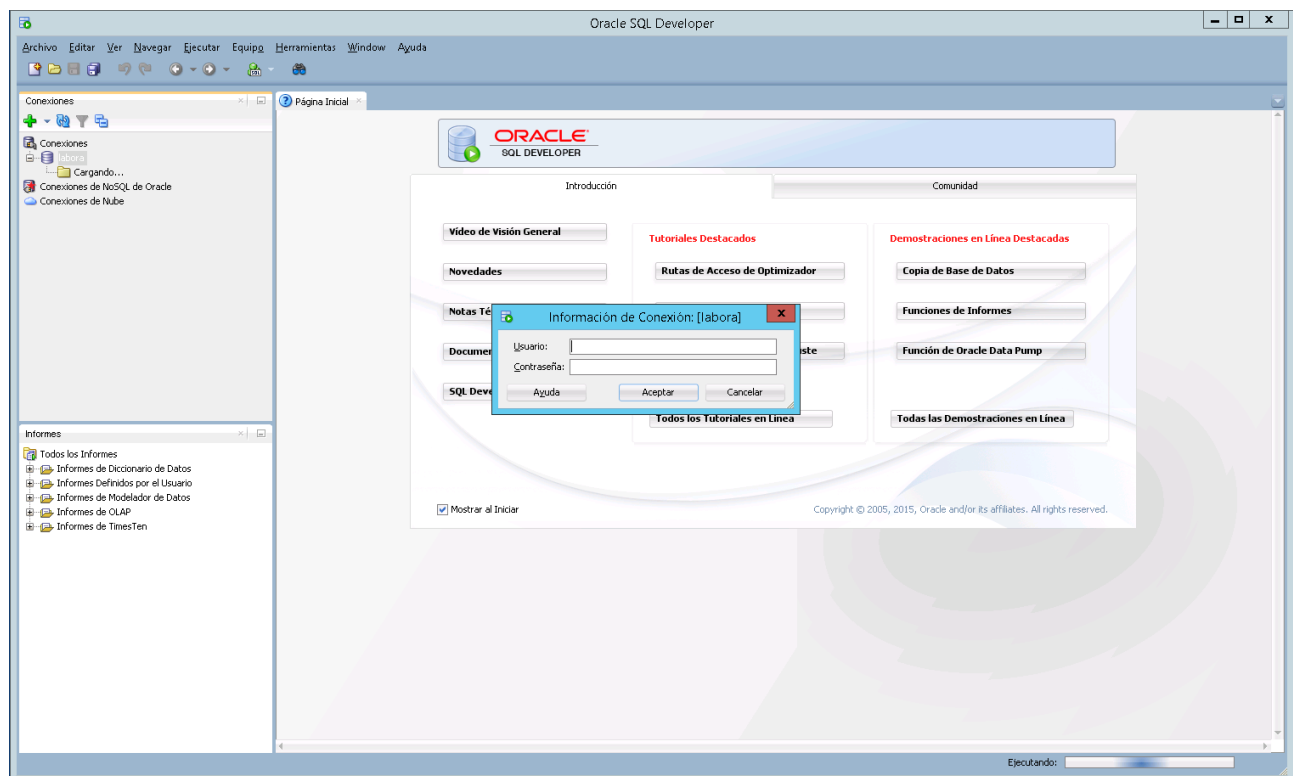 Oracle SQL Developer
Archivo Editar Ver Navegar Ejecutar Equipo Herramientas Window Ayuda
Conexiones
Conexiones
labora
Cargando...
Conexiones de NoSQL de Oracle
Conexiones de Nube
Informes
Todos los Informes
Informes de Diccionario de Datos
Informes Definidos por el Usuario
Informes de Modelador de Datos
Informes de OLAP
Informes de TimesTen
Página Inicial
ORACLE
SQL DEVELOPER
Introducción
Comunidad
Vídeo de Visión General
Novedades
Notas Té
Documen
SQL Deve
Tutoriales Destacados
Rutas de Acceso de Optimizador
Todos los Tutoriales en Línea
Demostraciones en Línea Destacadas
Copia de Base de Datos
Funciones de Informes
Función de Oracle Data Pump
Todas las Demostraciones en Línea
Información de Conexión: [labora]
Usuario:
Contraseña:
Ayuda Aceptar Cancelar
Mostrar al Iniciar
Copyright © 2005, 2015, Oracle and/or its affiliates. All rights reserved.
Ejecutando: